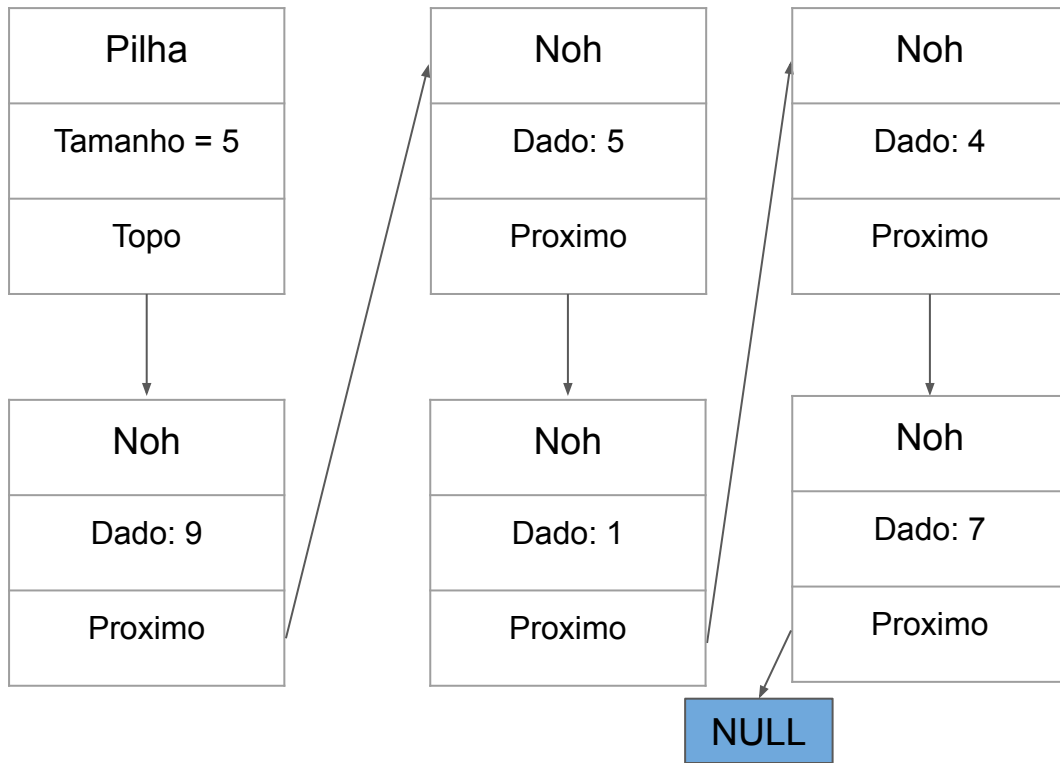 Pilha
Tamanho = 5
Topo
Noh
Dado: 9
Proximo
Noh
Dado: 5
Proximo
Noh
Dado: 1
Proximo
Noh
Dado: 4
Proximo
Noh
Dado: 7
Proximo
NULL